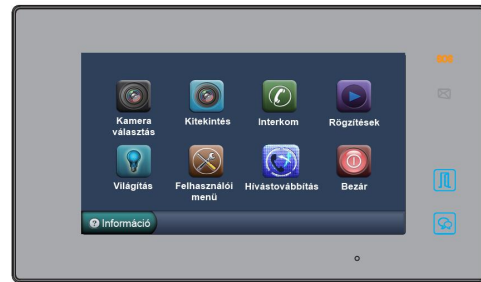 Kamera
választás
Kitekintés
Interkom
Rögzítések
Világítás
Felhasználói
menü
Hívástovábbítás
Bezár
Információ